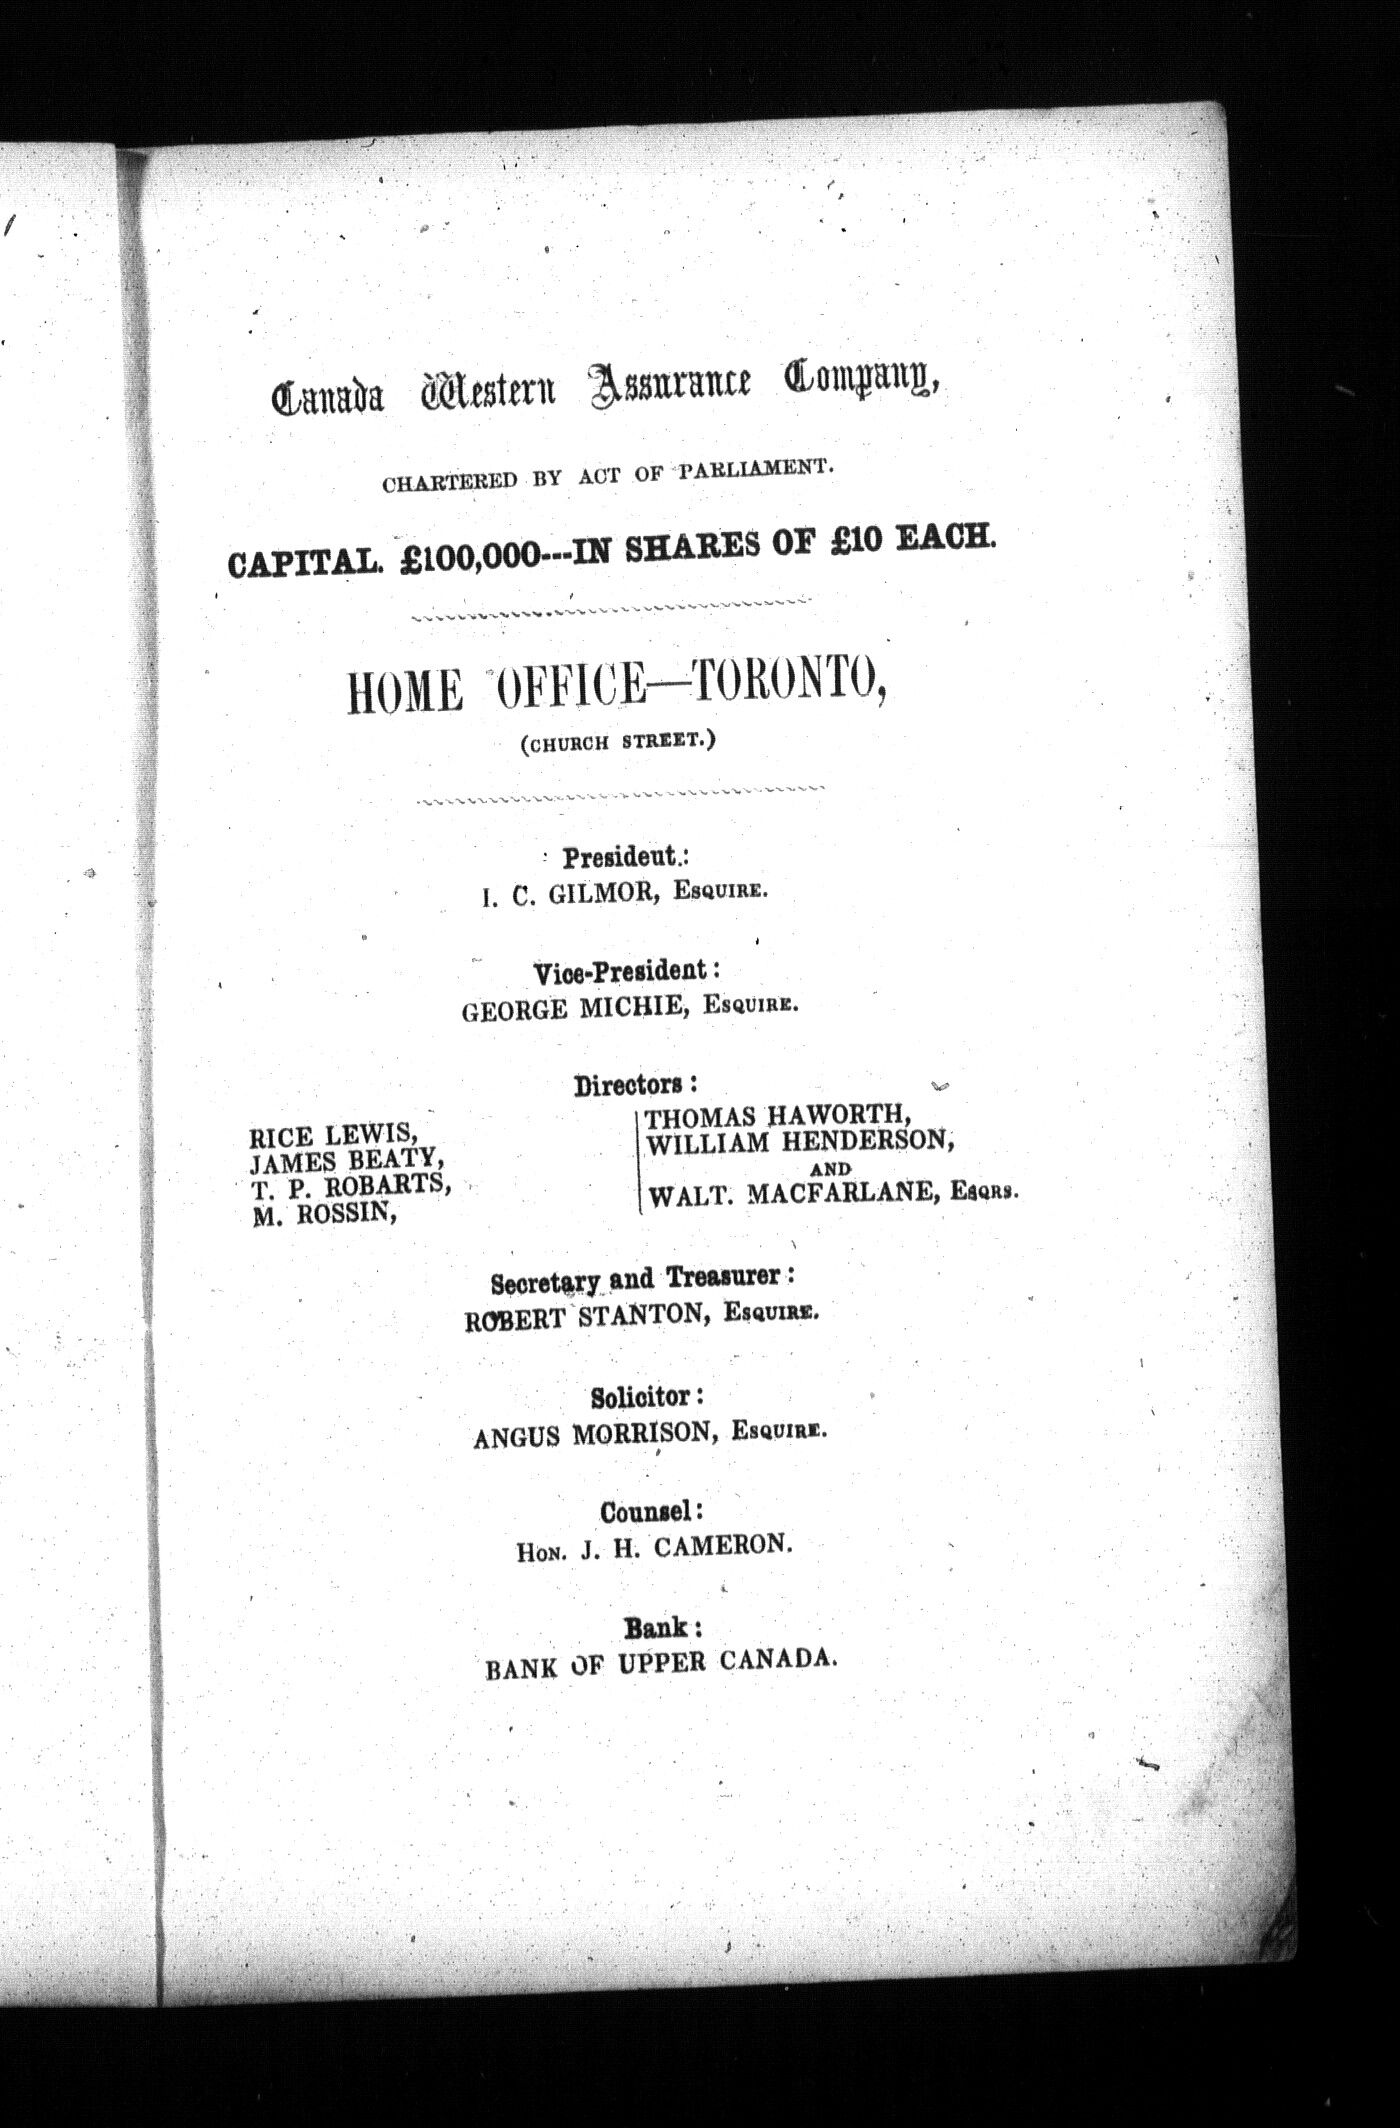 Canada Western Assurance Company,
CHARTERED BY ACT OF PARLIAMENT.
CAPITAL. £100,000---IN SHARES OF £10 EACH.
HOME OFFICE—TORONTO,
(CHURCH STREET.)
President:
I. C. GILMOR, ESQUIRE.
Vice-President:
GEORGE MICHIE, ESQUIRE.
Directors:
RICE LEWIS,
JAMES BEATY,
T. P. ROBARTS,
M. ROSSIN,
THOMAS HAWORTH,
WILLIAM HENDERSON,
AND
WALT. MACFARLANE, ESQRS.
Secretary and Treasurer:
ROBERT STANTON, ESQUIRE.
Solicitor:
ANGUS MORRISON, ESQUIRE.
Counsel:
HON. J. H. CAMERON.
Bank:
BANK OF UPPER CANADA.